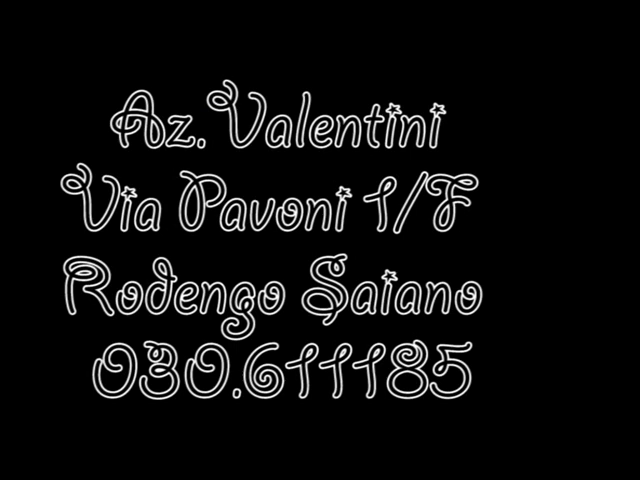 Az. Valentini
Via Pavoni 1/F
Rodengo Saiano
030.611185